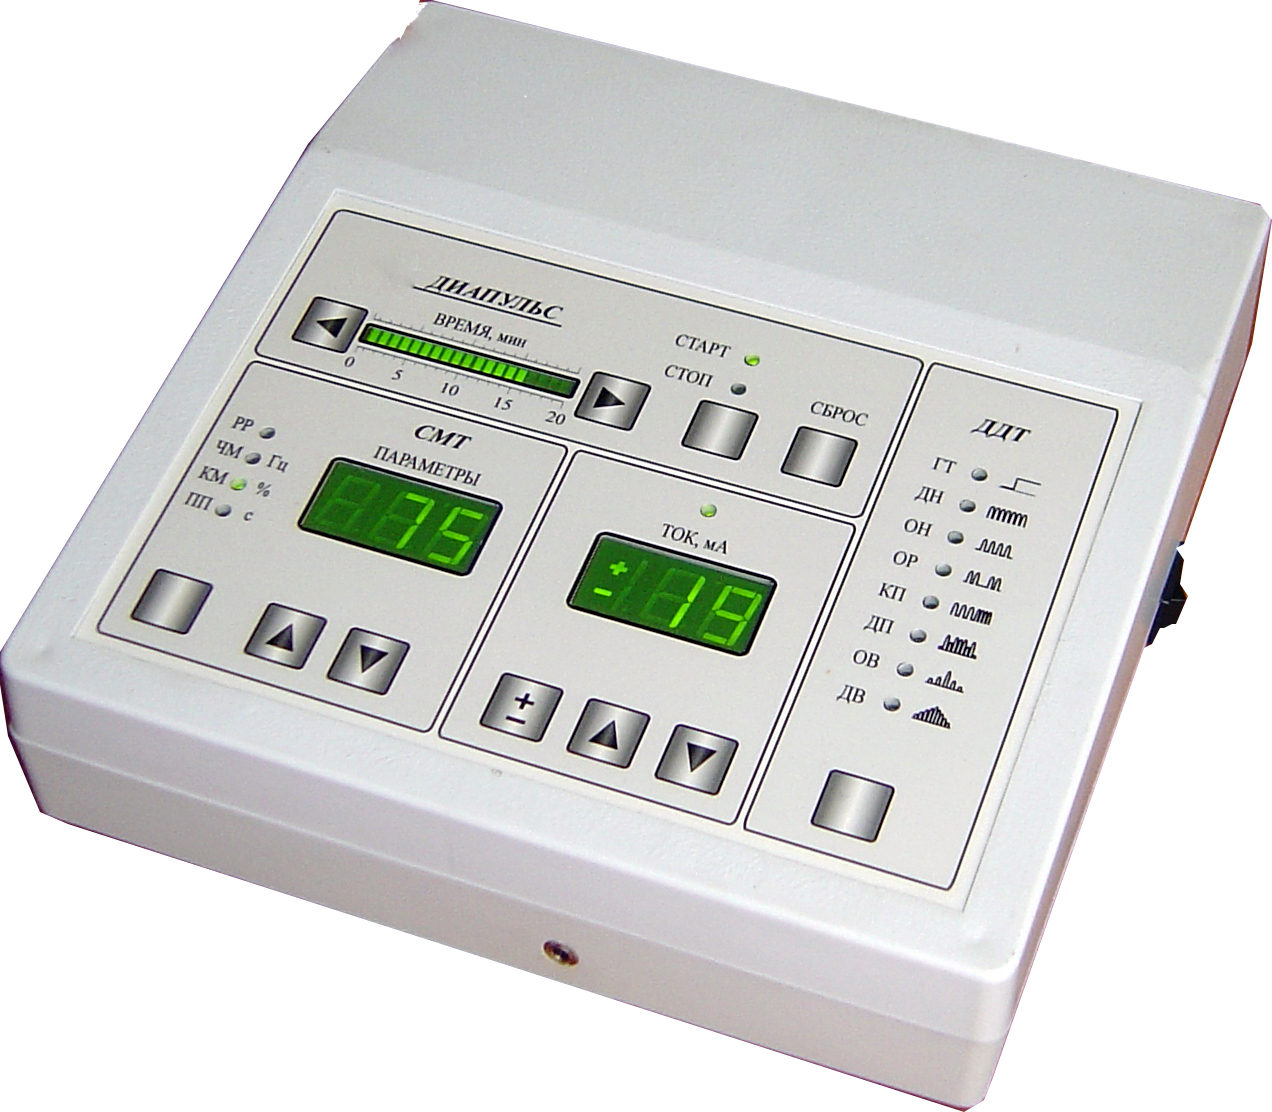 ДИАПУЛЬС
ВРЕМЯ, мин
0 5 10 15 20
СТАРТ
СТОП
СБРОС
СМТ
ПАРАМЕТРЫ
РР
ЧМ Гц
КМ %
ПП с
75
ТОК, мА
+
- 19
±
ДДТ
ГТ
ДН
ОН
ОР
КП
ДП
ОВ
ДВ